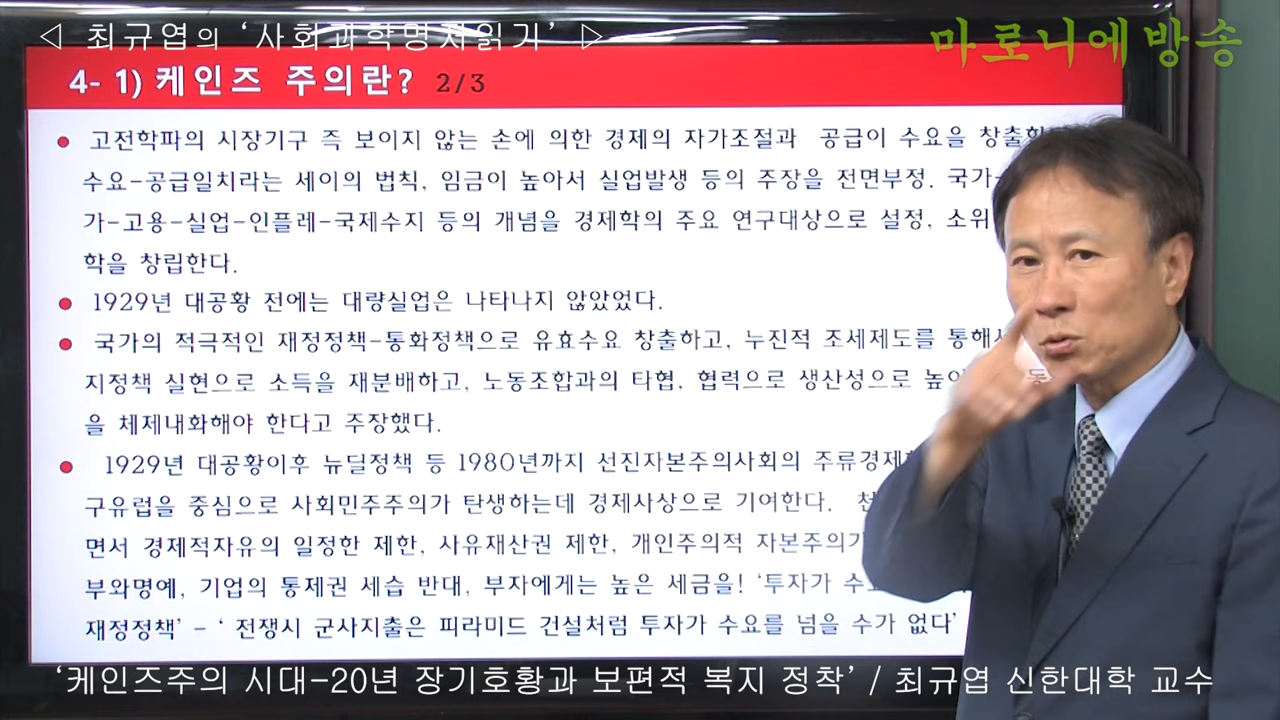 ◁ 최규엽의 '사회과학명저읽기' ▷
마로니에방송
4- 1) 케인즈 주의란? 2/3
● 고전학파의 시장기구 즉 보이지 않는 손에 의한 경제의 자가조절과 공급이 수요을
수요-공급일치라는 세이의 법칙, 임금이 높아서 실업발생 등의 주장을 전면부정. 국가-
가-고용-실업-인플레-국제수지 등의 개념을 경제학의 주요 연구대상으로 설정, 소위
학을 창립한다.
● 1929년 대공황 전에는 대량실업은 나타나지 않았었다.
● 국가의 적극적인 재정정책-통화정책으로 유효수요 창출하고, 누진적 조세제도를
지정책 실현으로 소득을 재분배하고, 노동조합과의 타협, 협력으로 생산성으로 동
을 체제내화해야 한다고 주장했다.
● 1929년 대공황이후 뉴딜정책 등 1980년까지 선진자본주의사회의
구유럽을 중심으로 사회민주주의가 탄생하는데 경제사상으로 기여한다.
면서 경제적자유의 일정한 제한, 사유재산권 제한, 개인주의적
부와명예, 기업의 통제권 세습 반대, 부자에게는 높은 세금을! '투자가
재정정책' - ' 전쟁시 군사지출은 피라미드 건설처럼 투자가 수요를 넘을 수가 없다'
'케인즈주의 시대-20년 장기호황과 보편적 복지 정착' / 최규엽 신한대학 교수